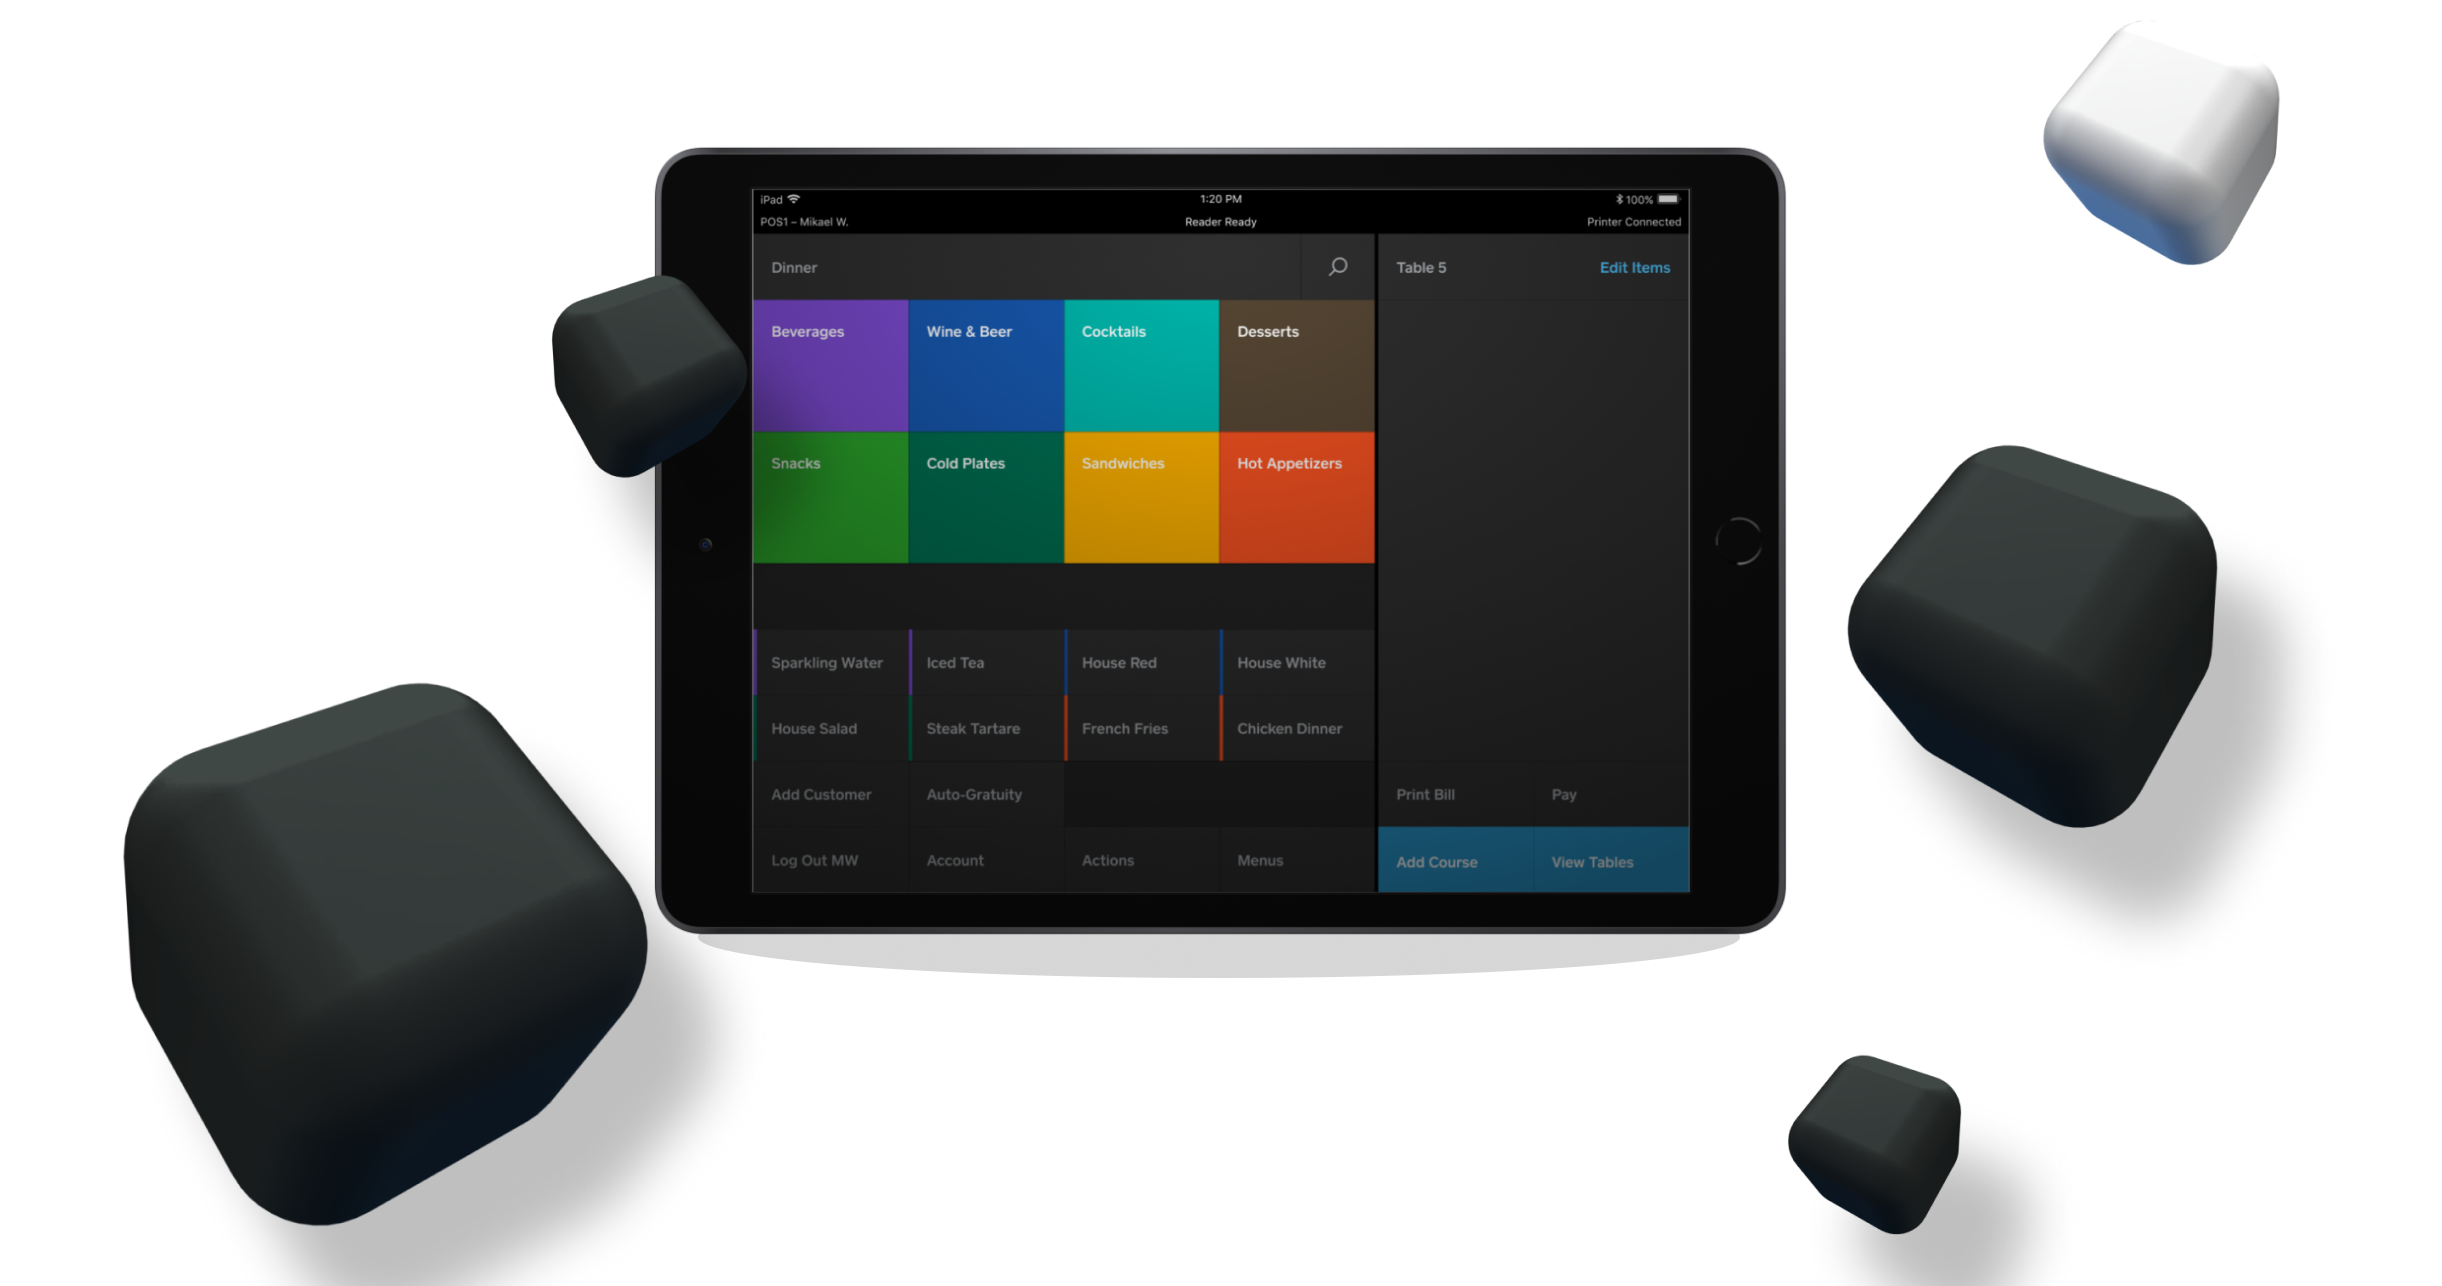 iPad 1:20 PM 100%
POS1 – Mikael W. Reader Ready Printer Connected
Dinner Table 5 Edit Items
Beverages Wine & Beer Cocktails Desserts
Snacks Cold Plates Sandwiches Hot Appetizers
Sparkling Water Iced Tea House Red House White
House Salad Steak Tartare French Fries Chicken Dinner
Add Customer Auto-Gratuity Print Bill Pay
Log Out MW Account Actions Menus Add Course View Tables